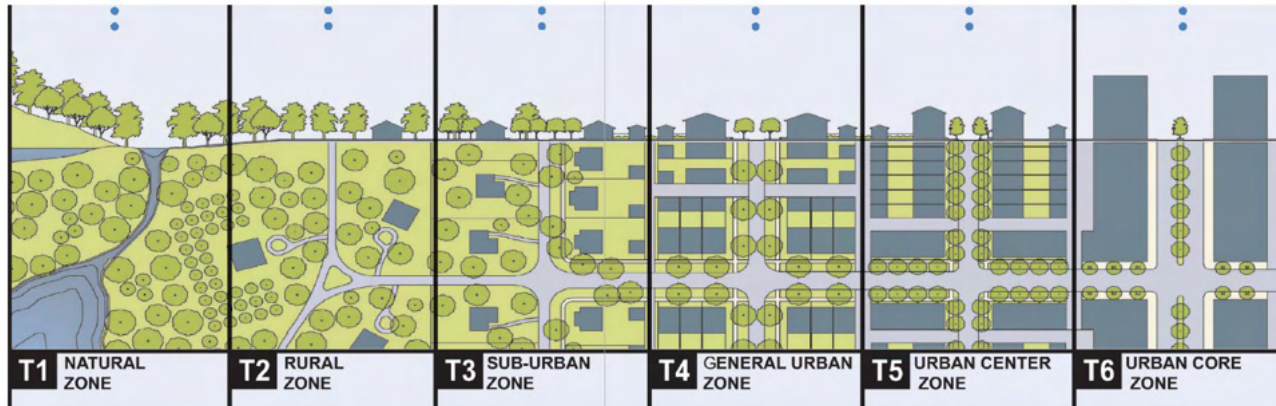 T1 NATURAL
ZONE
T2 RURAL
ZONE
T3 SUB-URBAN
ZONE
T4 GENERAL URBAN
ZONE
T5 URBAN CENTER
ZONE
T6 URBAN CORE
ZONE